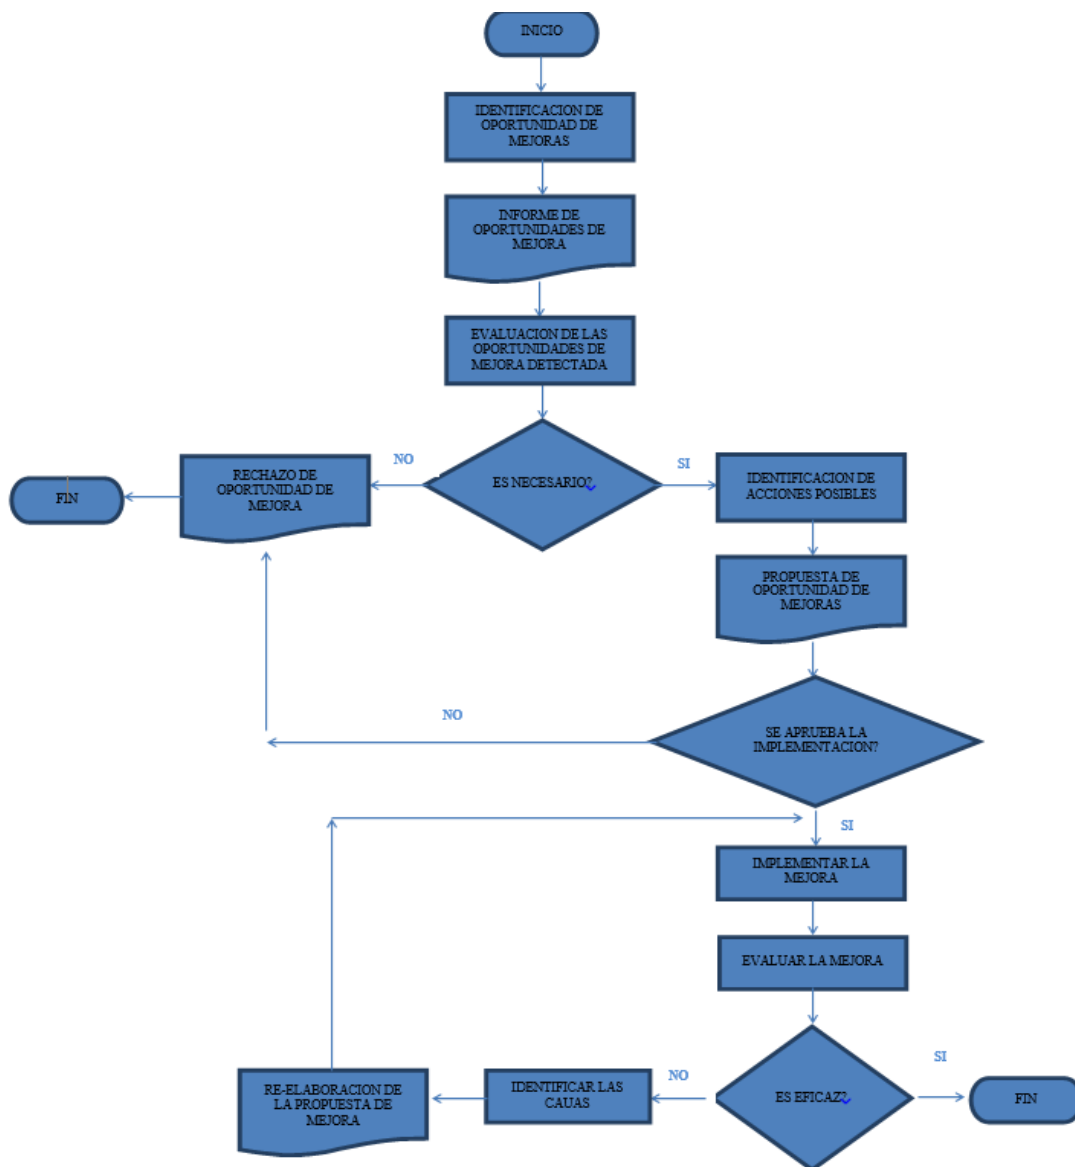 INICIO
IDENTIFICACION DE
OPORTUNIDAD DE
MEJORAS
INFORME DE
OPORTUNIDADES DE
MEJORA
EVALUACION DE LAS
OPORTUNIDADES DE
MEJORA DETECTADA
ES NECESARIO?
NO
SI
RECHAZO DE
OPORTUNIDAD DE
MEJORA
FIN
IDENTIFICACION DE
ACCIONES POSIBLES
PROPUESTA DE
OPORTUNIDAD DE
MEJORAS
SE APRUEBA LA
IMPLEMENTACION?
NO
SI
IMPLEMENTAR LA
MEJORA
EVALUAR LA MEJORA
ES EFICAZ?
NO
SI
IDENTIFICAR LAS
CAUAS
RE-ELABORACION DE
LA PROPUESTA DE
MEJORA
FIN